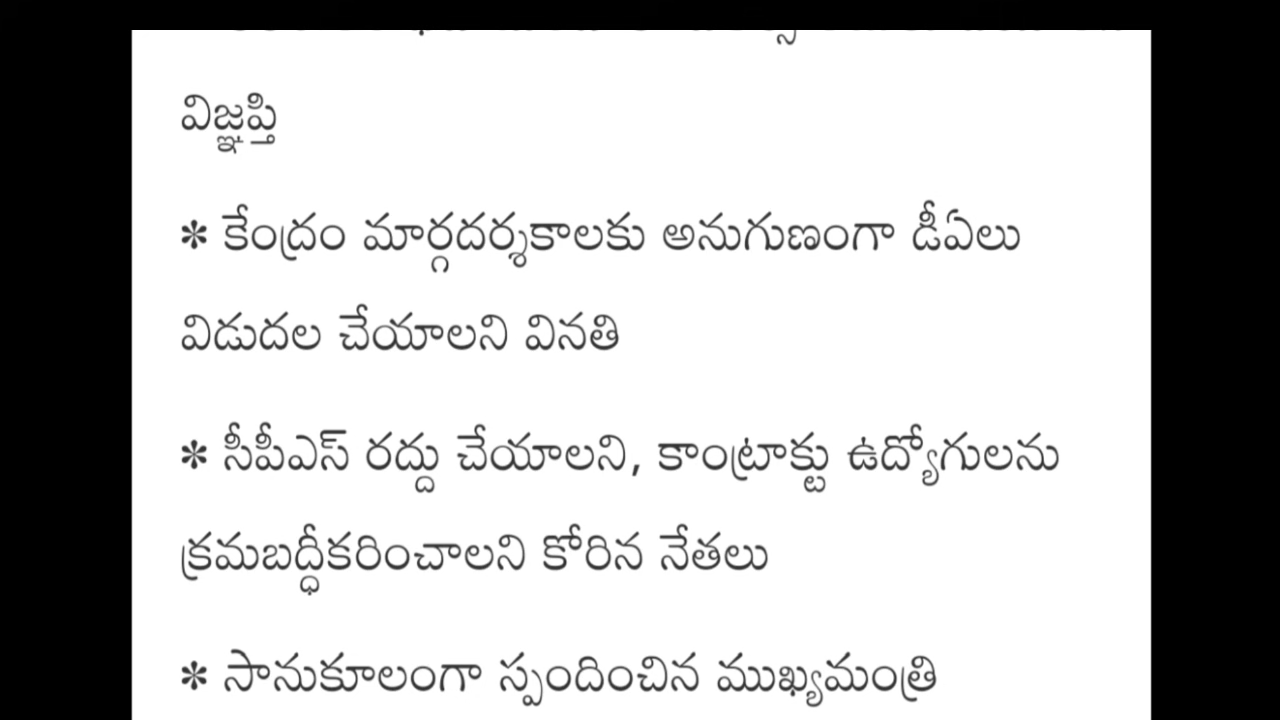 విజ్ఞప్తి
* కేంద్రం మార్గదర్శకాలకు అనుగుణంగా డీఏలు
విడుదల చేయాలని వినతి
* సీపీఎస్ రద్దు చేయాలని, కాంట్రాక్టు ఉద్యోగులను
క్రమబద్ధీకరించాలని కోరిన నేతలు
* సానుకూలంగా స్పందించిన ముఖ్యమంత్రి